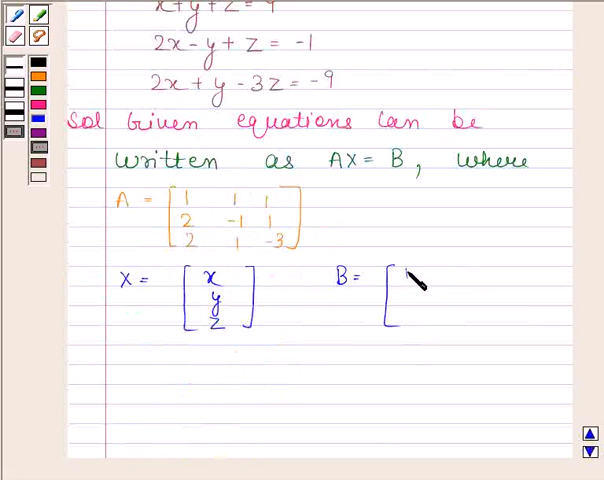 x+y+z=9
2x-y+z=-1
2x+y-3z=-9
Sol Given equations can be
written as AX=B, where
A = [1 1 1
2 -1 1
2 1 -3]
X = [x
y
z]
B = [